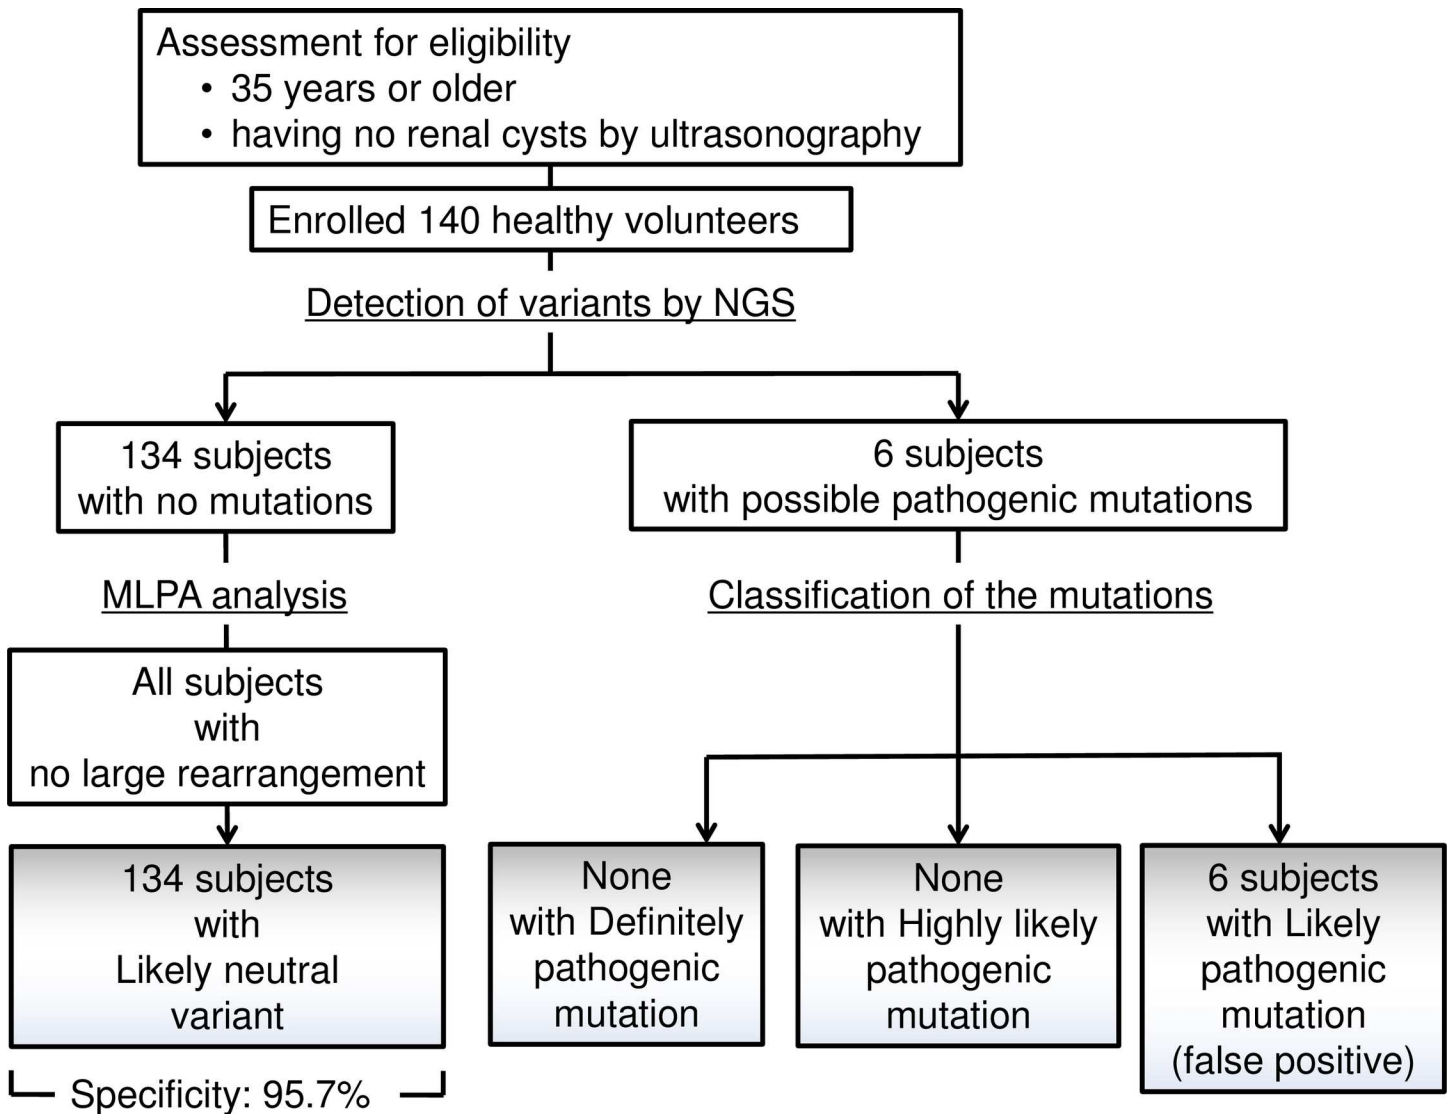 Assessment for eligibility
• 35 years or older
• having no renal cysts by ultrasonography
Enrolled 140 healthy volunteers
Detection of variants by NGS
134 subjects
with no mutations
6 subjects
with possible pathogenic mutations
MLPA analysis
Classification of the mutations
All subjects
with
no large rearrangement
134 subjects
with
Likely neutral
variant
None
with Definitely
pathogenic
mutation
None
with Highly likely
pathogenic
mutation
6 subjects
with Likely
pathogenic
mutation
(false positive)
Specificity: 95.7%